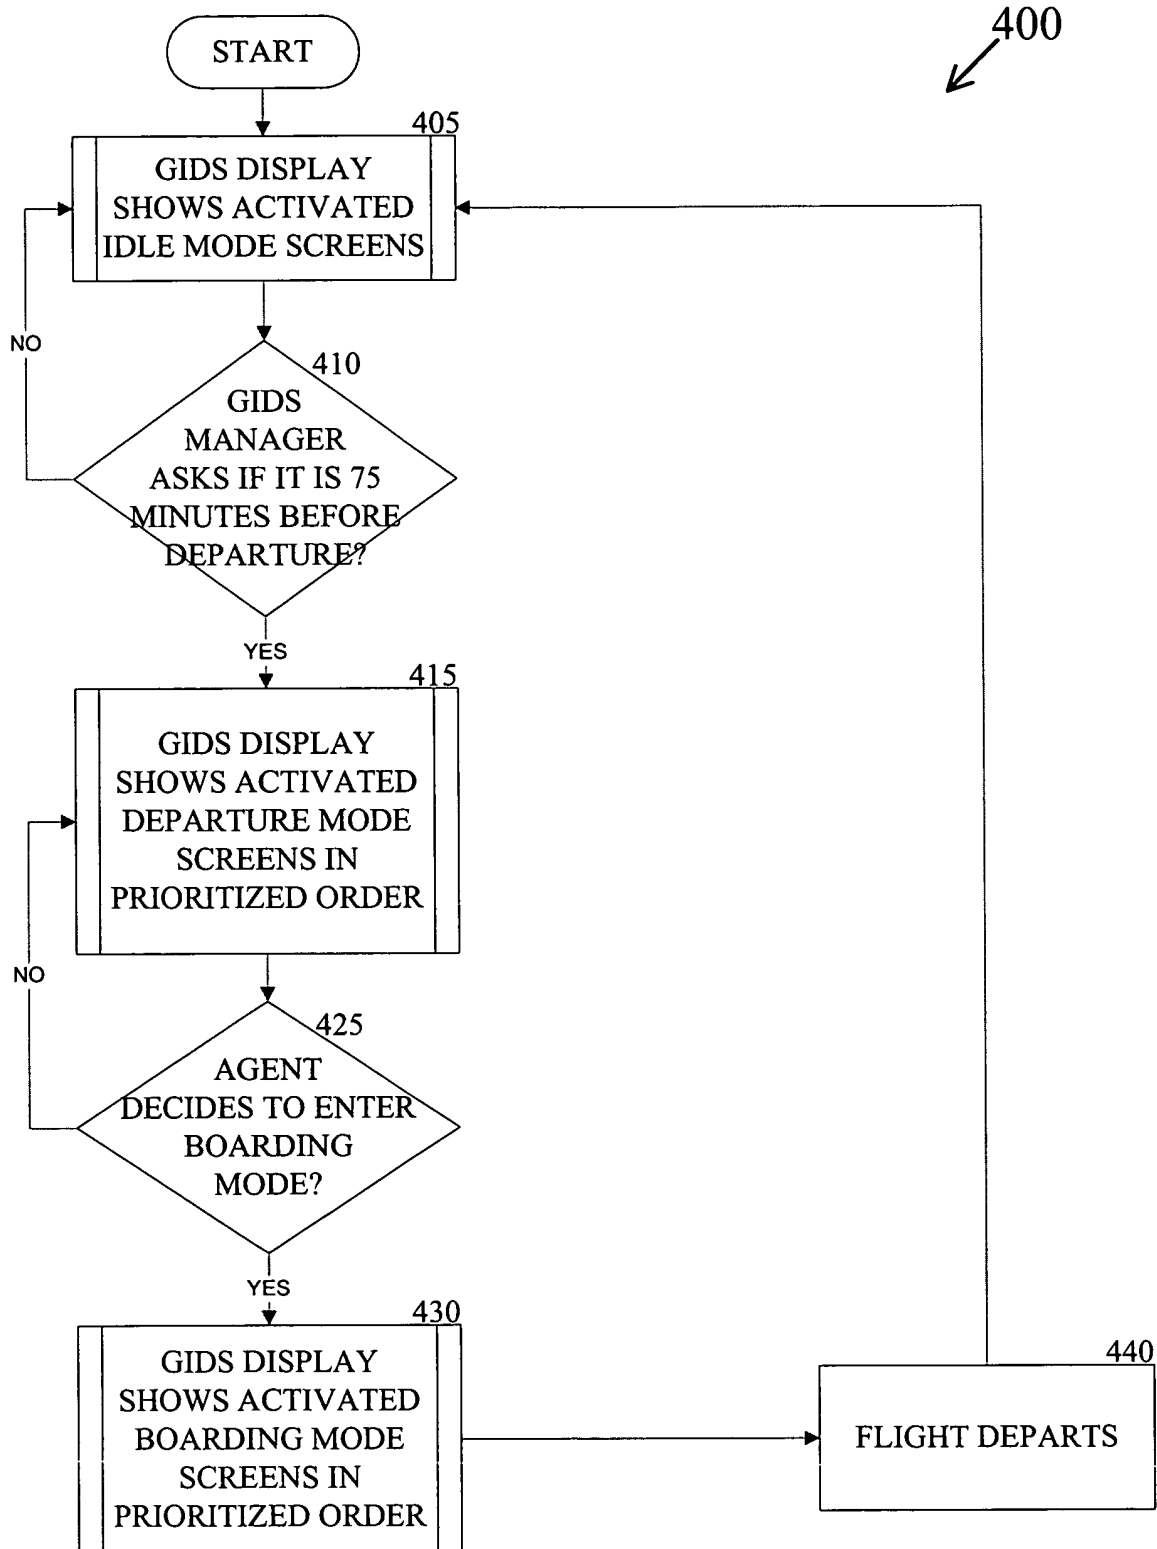 400
START
405
GIDS DISPLAY
SHOWS ACTIVATED
IDLE MODE SCREENS
NO
410
GIDS
MANAGER
ASKS IF IT IS 75
MINUTES BEFORE
DEPARTURE?
YES
415
GIDS DISPLAY
SHOWS ACTIVATED
DEPARTURE MODE
SCREENS IN
PRIORITIZED ORDER
NO
425
AGENT
DECIDES TO ENTER
BOARDING
MODE?
YES
430
GIDS DISPLAY
SHOWS ACTIVATED
BOARDING MODE
SCREENS IN
PRIORITIZED ORDER
440
FLIGHT DEPARTS